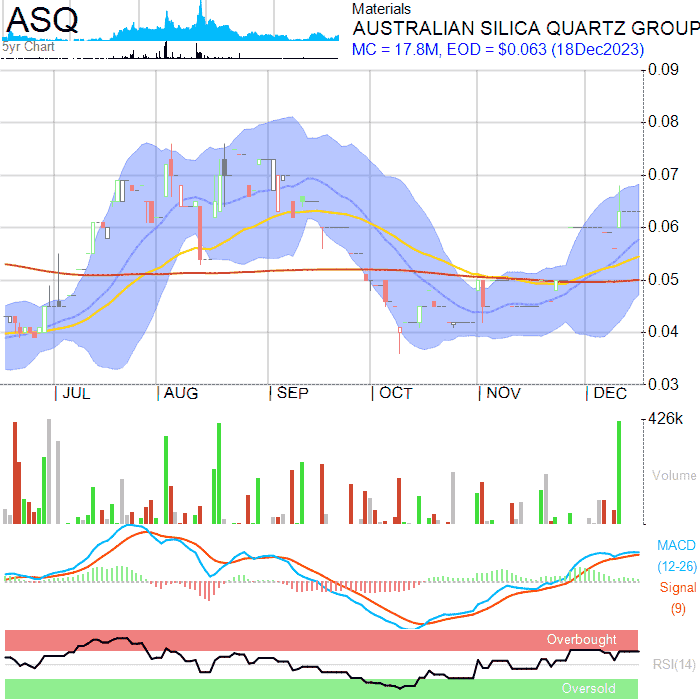 ASQ
5yr Chart
Materials
AUSTRALIAN SILICA QUARTZ GROUP
MC = 17.8M, EOD = $0.063 (18Dec2023)
0.09
0.08
0.07
0.06
0.05
0.04
0.03
JUL AUG SEP OCT NOV DEC
426k
Volume
MACD
(12-26)
Signal
(9)
Overbought
RSI(14)
Oversold